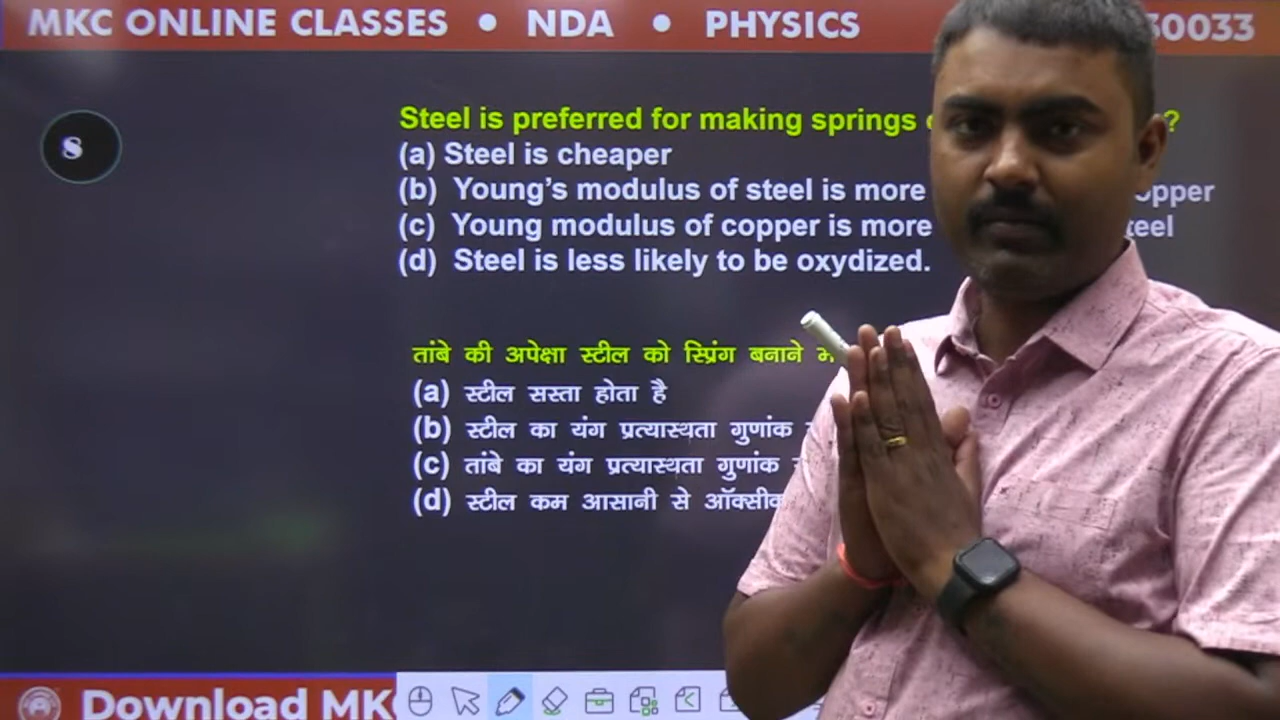 MKC ONLINE CLASSES • NDA • PHYSICS 30033
8
Steel is preferred for making springs ?
(a) Steel is cheaper
(b) Young's modulus of steel is more opper
(c) Young modulus of copper is more teel
(d) Steel is less likely to be oxydized.
तांबे की अपेक्षा स्टील को स्प्रिंग बनाने
(a) स्टील सस्ता होता है
(b) स्टील का यंग प्रत्यास्थता गुणांक
(c) तांबे का यंग प्रत्यास्थता गुणांक
(d) स्टील कम आसानी से
Download MK